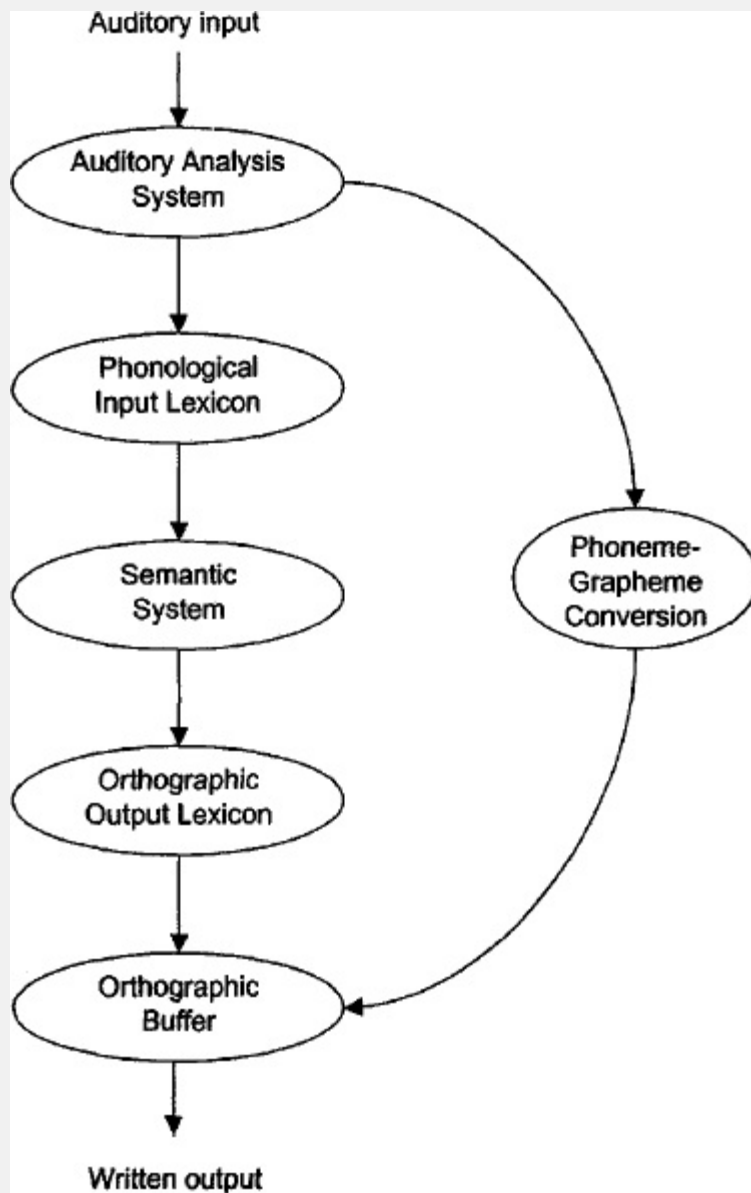 Auditory input
Auditory Analysis
System
Phonological
Input Lexicon
Semantic
System
Phoneme-
Grapheme
Conversion
Orthographic
Output Lexicon
Orthographic
Buffer
Written output